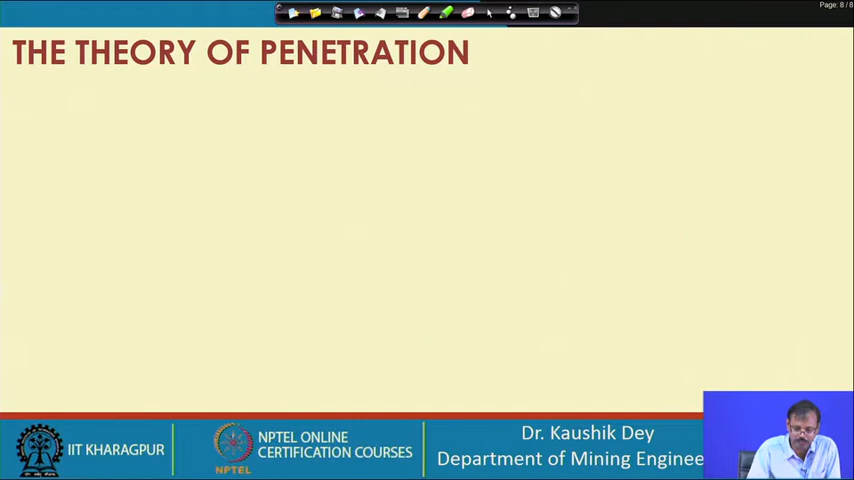 Page: 8 / 8
THE THEORY OF PENETRATION
IIT KHARAGPUR
NPTEL
NPTEL ONLINE
CERTIFICATION COURSES
Dr. Kaushik Dey
Department of Mining Enginee